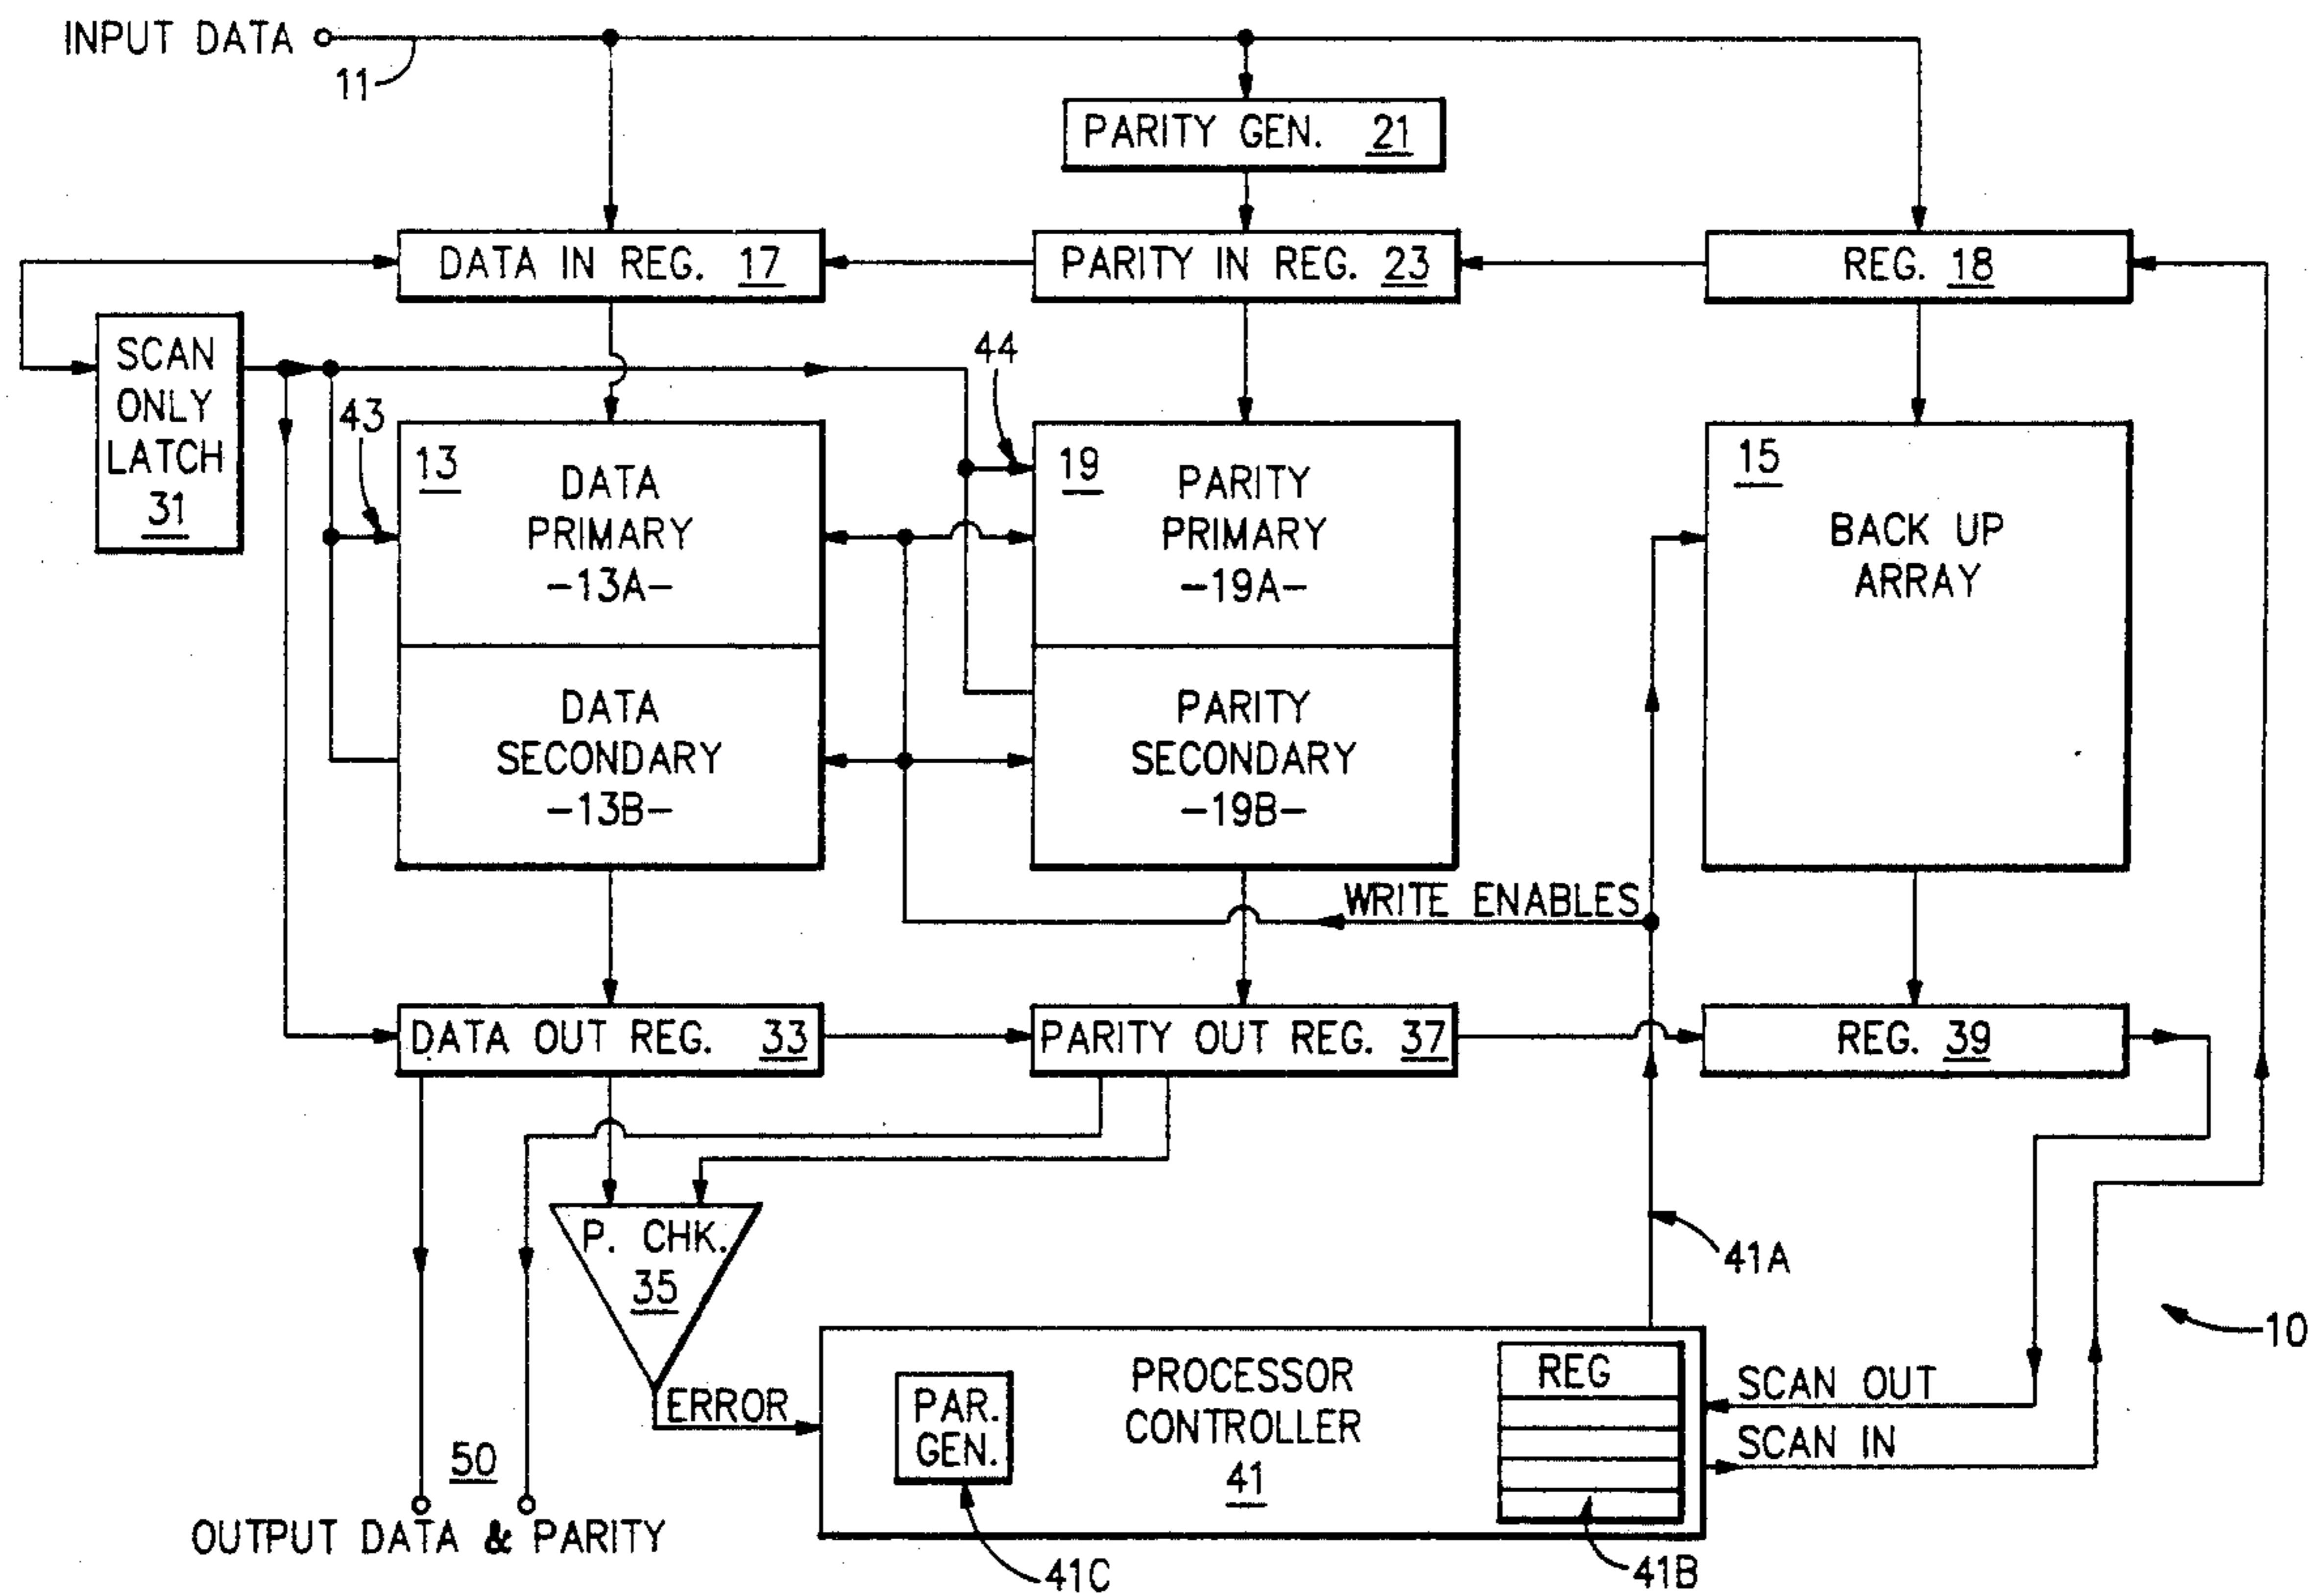 INPUT DATA
11
PARITY GEN. 21
DATA IN REG. 17
PARITY IN REG. 23
REG. 18
SCAN
ONLY
LATCH
31
43
44
13
DATA
PRIMARY
-13A-
DATA
SECONDARY
-13B-
19
PARITY
PRIMARY
-19A-
PARITY
SECONDARY
-19B-
15
BACK UP
ARRAY
WRITE ENABLES
DATA OUT REG. 33
PARITY OUT REG. 37
REG. 39
P. CHK.
35
41A
10
ERROR
PAR.
GEN.
PROCESSOR
CONTROLLER
41
REG
SCAN OUT
SCAN IN
50
OUTPUT DATA & PARITY
41C
41B